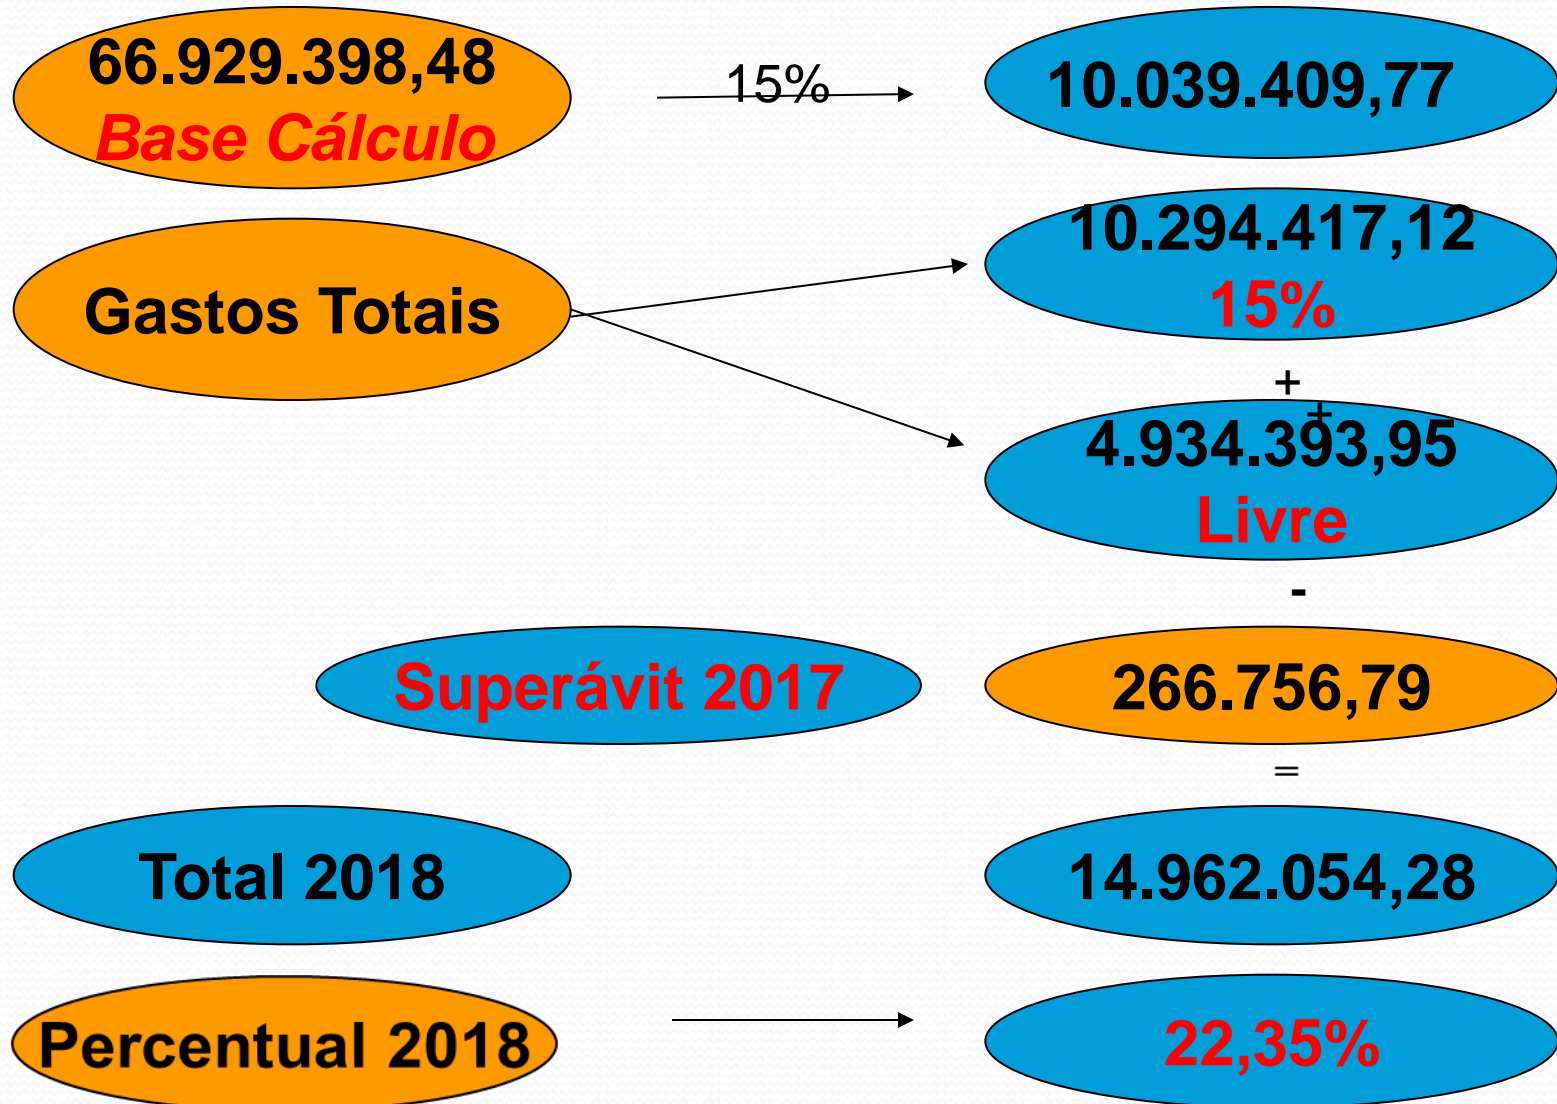 66.929.398,48
Base Cálculo
15%
10.039.409,77
Gastos Totais
10.294.417,12
15%
+
+
4.934.393,95
Livre
-
Superávit 2017
266.756,79
=
Total 2018
14.962.054,28
Percentual 2018
22,35%